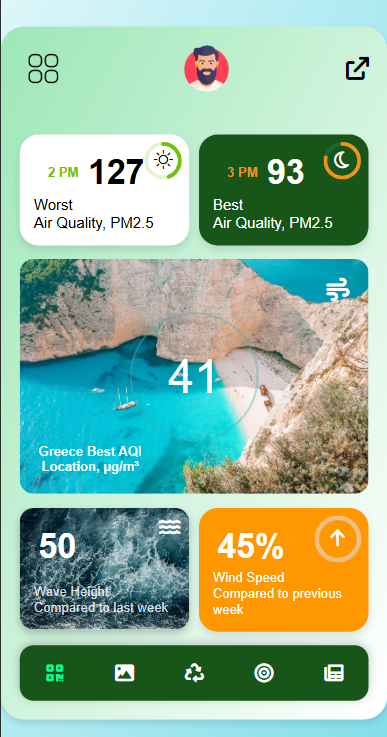 2 PM 127
Worst
Air Quality, PM2.5
3 PM 93
Best
Air Quality, PM2.5
41
Greece Best AQI
Location, µg/m³
50
Wave Height
Compared to last week
45%
Wind Speed
Compared to previous
week